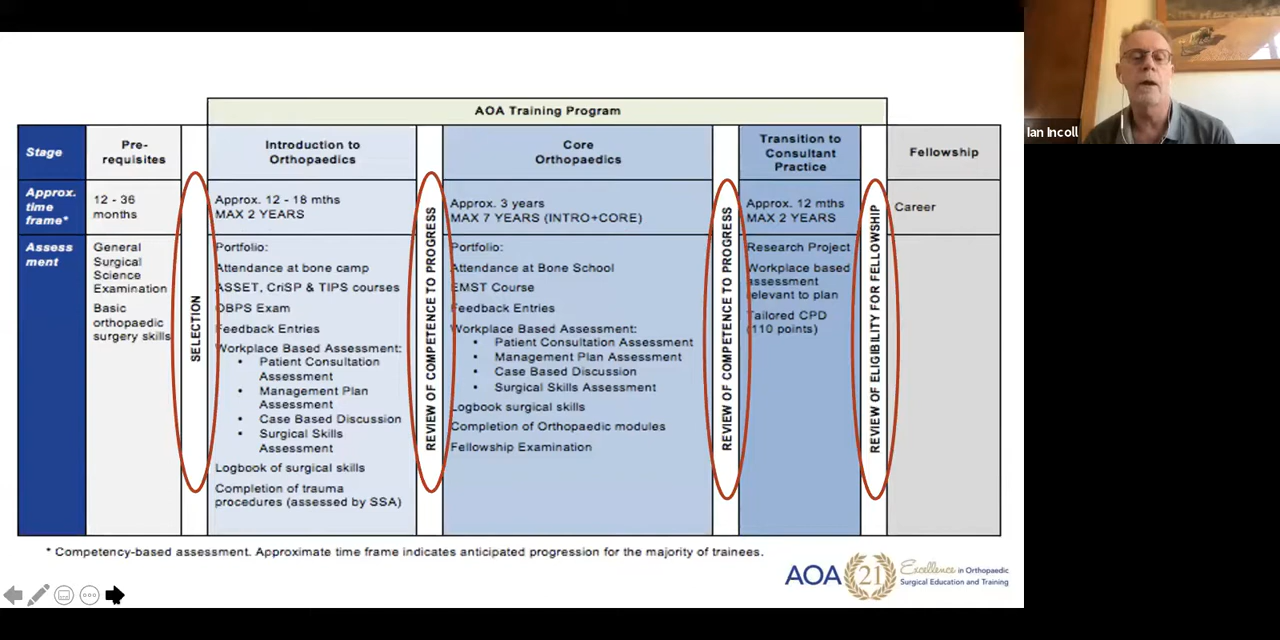 AOA Training Program
Stage
Pre-
requisites
Introduction to
Orthopaedics
Core
Orthopaedics
Transition to
Consultant
Practice
Fellowship
Approx.
time
frame*
12 - 36
months
Approx. 12 - 18 mths
MAX 2 YEARS
Approx. 3 years
MAX 7 YEARS (INTRO+CORE)
Approx. 12 mths
MAX 2 YEARS
Career
Assess
ment
General
Surgical
Science
Examination
Basic
orthopaedic
surgery skills
SELECTION
Portfolio:
Attendance at bone camp
ASSET, CriSP & TIPS courses
OBPS Exam
Feedback Entries
Workplace Based Assessment:
• Patient Consultation
Assessment
• Management Plan
Assessment
• Case Based Discussion
• Surgical Skills
Assessment
Logbook of surgical skills
Completion of trauma
procedures (assessed by SSA)
REVIEW OF COMPETENCE TO PROGRESS
Portfolio:
Attendance at Bone School
EMST Course
Feedback Entries
Workplace Based Assessment:
• Patient Consultation Assessment
• Management Plan Assessment
• Case Based Discussion
• Surgical Skills Assessment
Logbook surgical skills
Completion of Orthopaedic modules
Fellowship Examination
REVIEW OF COMPETENCE TO PROGRESS
Research Project
Workplace based
assessment
relevant to plan
Tailored CPD
(110 points)
REVIEW OF ELIGIBILITY FOR FELLOWSHIP
* Competency-based assessment. Approximate time frame indicates anticipated progression for the majority of trainees.
AOA 21 Excellence in Orthopaedic
Surgical Education and Training
Ian Incoll